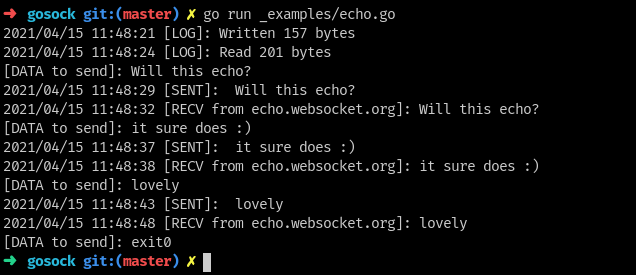 ➜ gosock git:(master) ✗ go run _examples/echo.go
2021/04/15 11:48:21 [LOG]: Written 157 bytes
2021/04/15 11:48:24 [LOG]: Read 201 bytes
[DATA to send]: Will this echo?
2021/04/15 11:48:29 [SENT]:  Will this echo?
2021/04/15 11:48:32 [RECV from echo.websocket.org]: Will this echo?
[DATA to send]: it sure does :)
2021/04/15 11:48:37 [SENT]:  it sure does :)
2021/04/15 11:48:38 [RECV from echo.websocket.org]: it sure does :)
[DATA to send]: lovely
2021/04/15 11:48:43 [SENT]:  lovely
2021/04/15 11:48:48 [RECV from echo.websocket.org]: lovely
[DATA to send]: exit0
➜ gosock git:(master) ✗